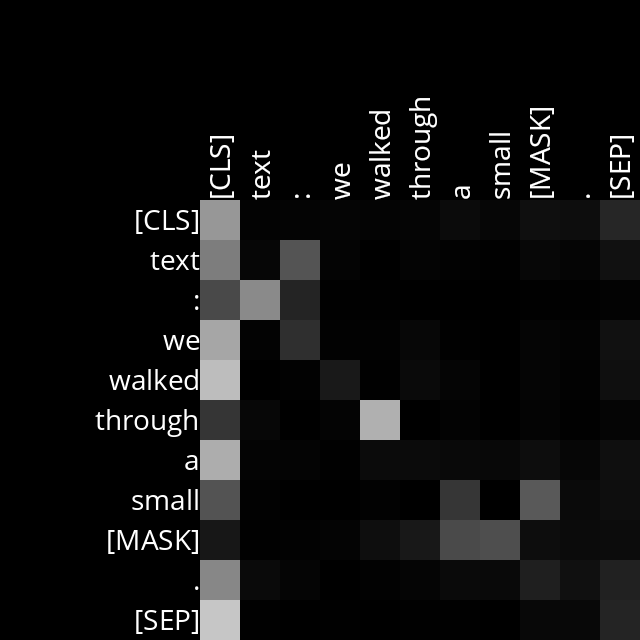 [CLS] text : we walked through a small [MASK] . [SEP]
[CLS]
text
:
we
walked
through
a
small
[MASK]
.
[SEP]